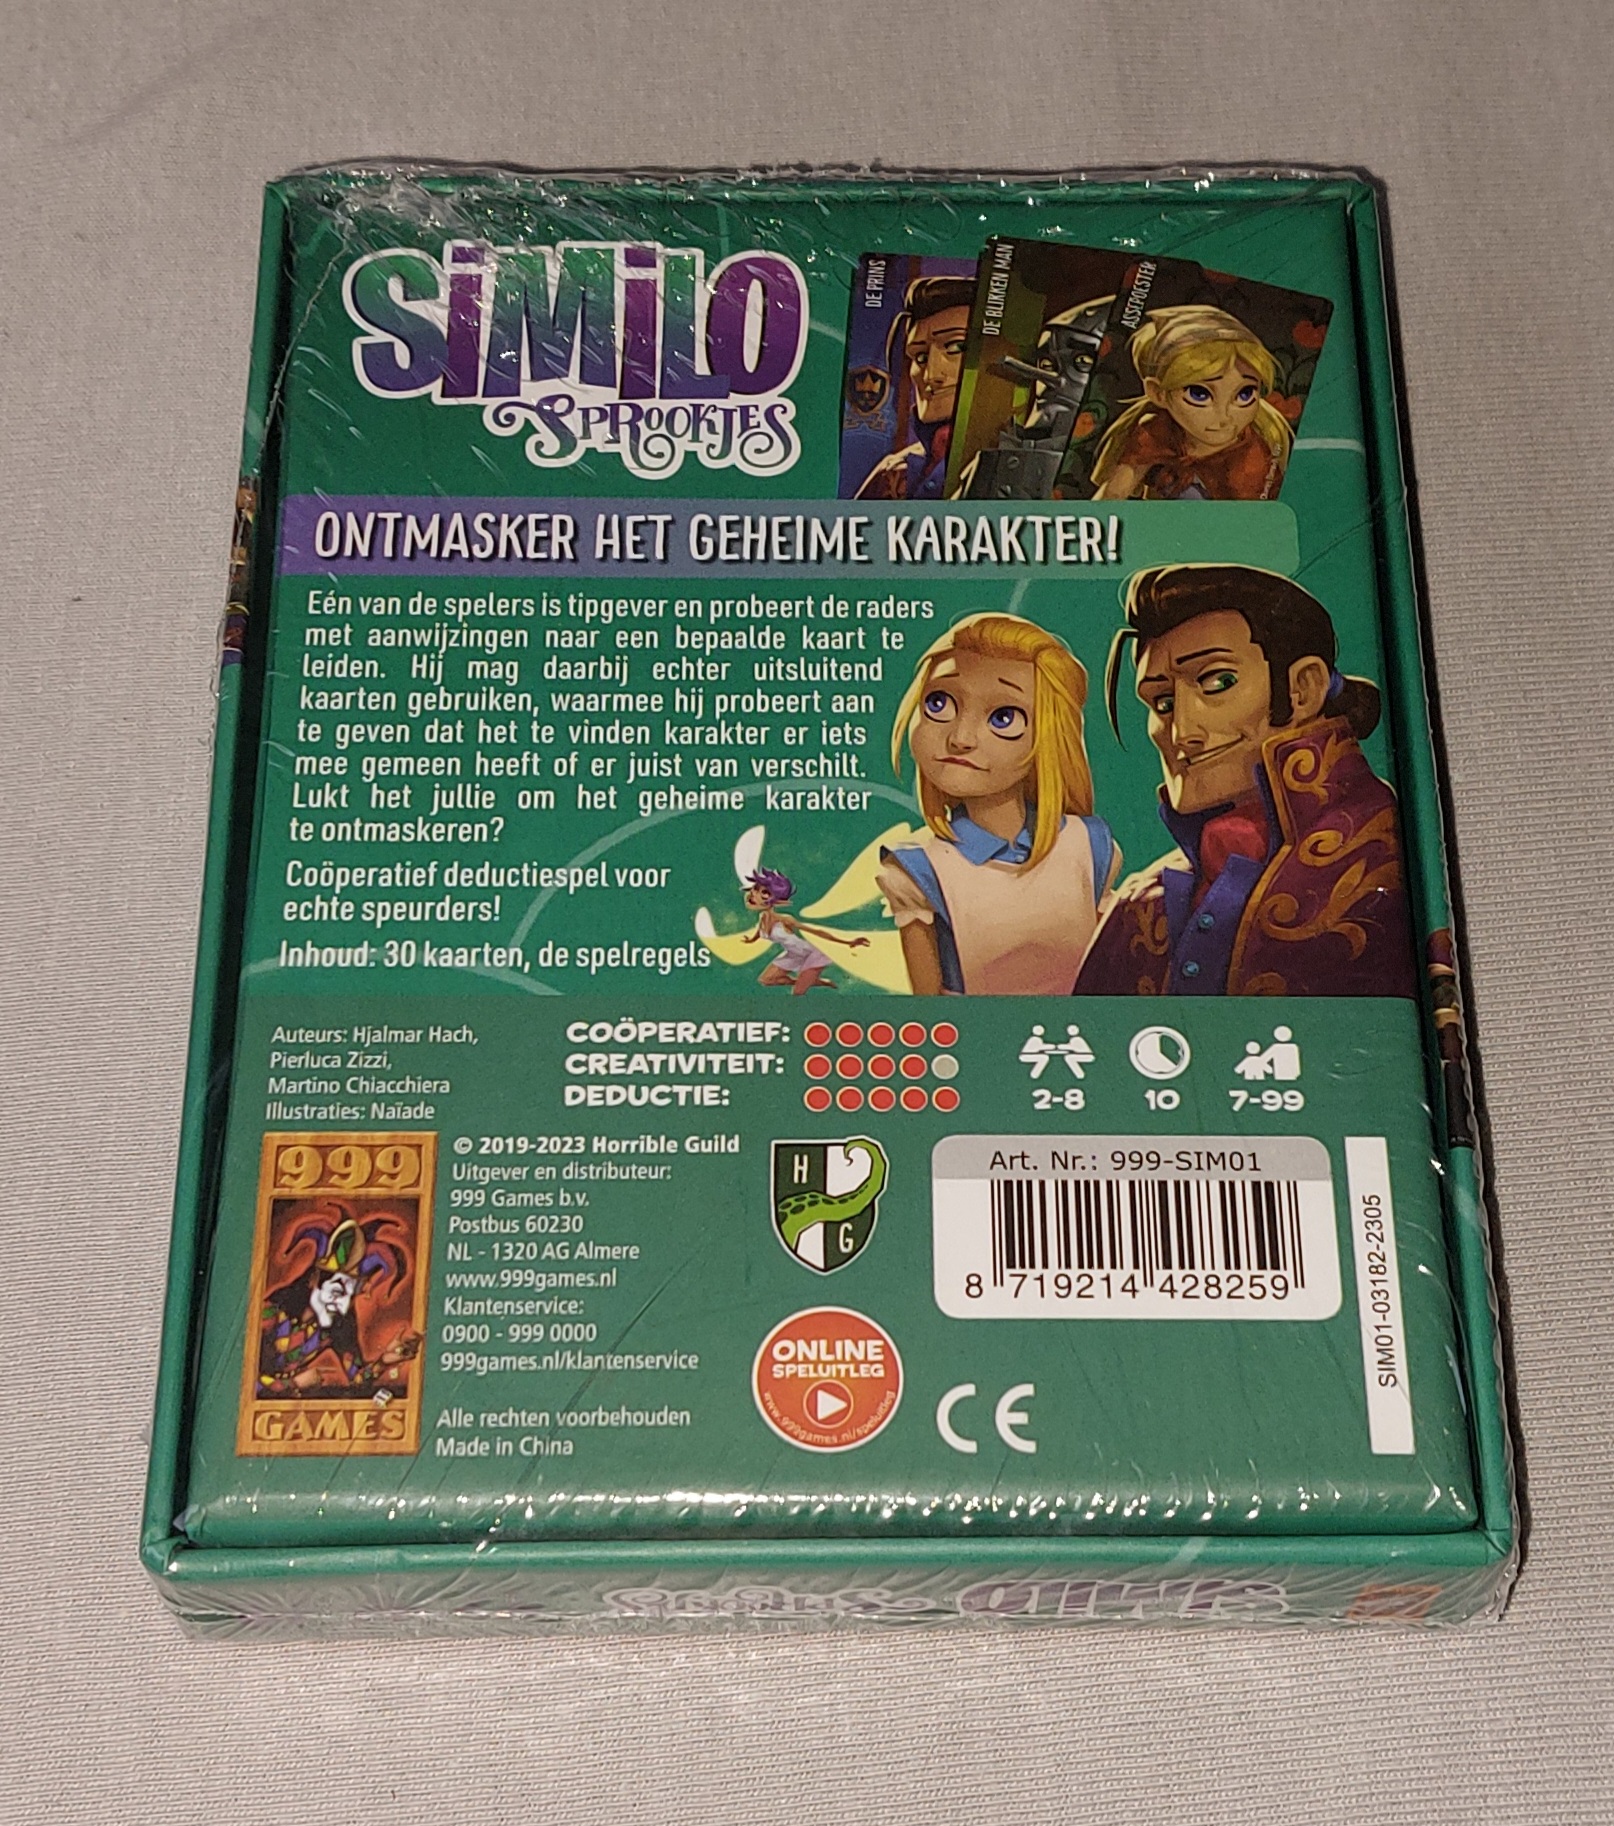 SiMiLO
SPROOKJES
DE PRINS
DE BLIKKEN MAN
ASSEPOESTER
ONTMASKER HET GEHEIME KARAKTER!
Eén van de spelers is tipgever en probeert de raders
met aanwijzingen naar een bepaalde kaart te
leiden. Hij mag daarbij echter uitsluitend
kaarten gebruiken, waarmee hij probeert aan
te geven dat het te vinden karakter er iets
mee gemeen heeft of er juist van verschilt.
Lukt het jullie om het geheime karakter
te ontmaskeren?
Coöperatief deductiespel voor
echte speurders!
Inhoud: 30 kaarten, de spelregels
Auteurs: Hjalmar Hach,
Pierluca Zizzi,
Martino Chiacchiera
Illustraties: Naïade
COÖPERATIEF:
CREATIVITEIT:
DEDUCTIE:
2-8
10
7-99
999
GAMES
© 2019-2023 Horrible Guild
Uitgever en distributeur:
999 Games b.v.
Postbus 60230
NL - 1320 AG Almere
www.999games.nl
Klantenservice:
0900 - 999 0000
999games.nl/klantenservice
Alle rechten voorbehouden
Made in China
H
G
ONLINE
SPELUITLEG
www.999games.nl/speluitleg
Art. Nr.: 999-SIM01
8 719214 428259
CE
SIM01-03182-2305
SiMiLO
SPROOKJES